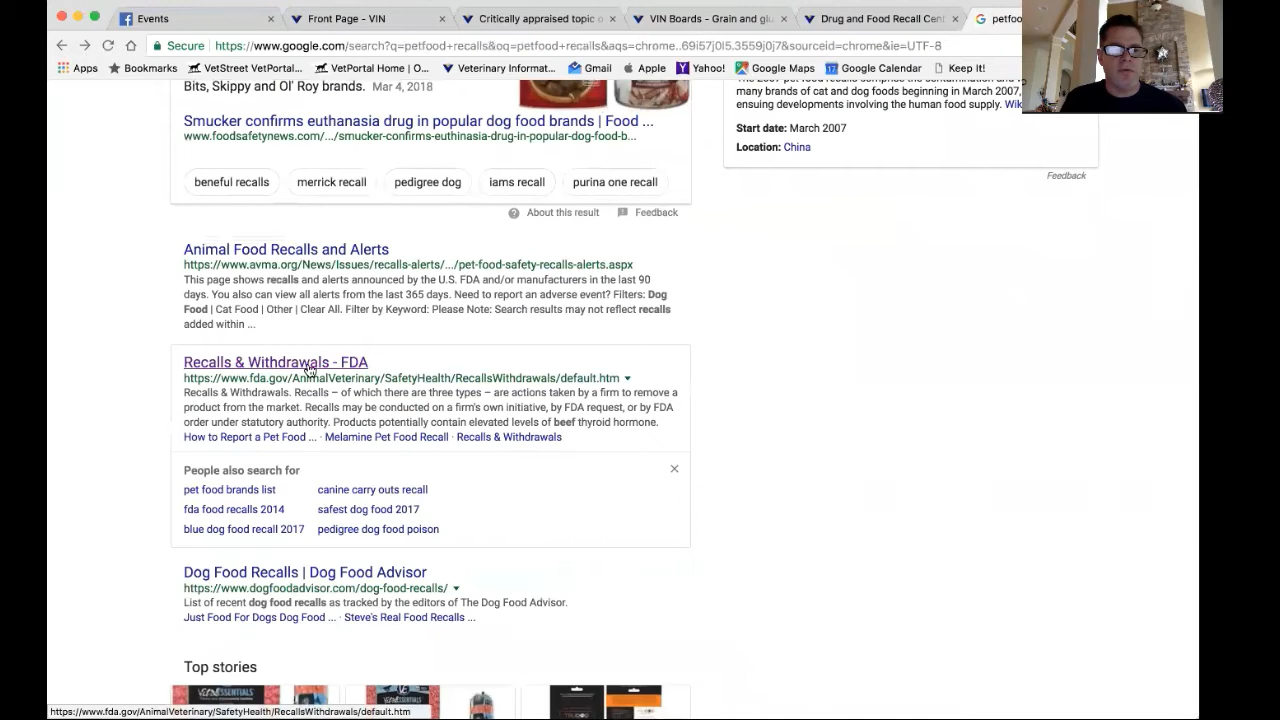 Events
Front Page - VIN
Critically appraised topic o
VIN Boards - Grain and glu
Drug and Food Recall Cen
petfoo
Secure
https://www.google.com/search?q=petfood+recalls&oq=petfood+recalls&aqs=chrome..69i57j0l5.3559j0j7&sourceid=chrome&ie=UTF-8
Apps
Bookmarks
VetStreet VetPortal...
VetPortal Home | O...
Veterinary Informat...
Gmail
Apple
Yahoo!
Google Maps
Google Calendar
Keep It!
Bits, Skippy and Ol' Roy brands. Mar 4, 2018
Smucker confirms euthanasia drug in popular dog food brands | Food ...
www.foodsafetynews.com/.../smucker-confirms-euthinasia-drug-in-popular-dog-food-b...
beneful recalls
merrick recall
pedigree dog
iams recall
purina one recall
About this result
Feedback
many brands of cat and dog foods beginning in March 2007,
ensuing developments involving the human food supply. Wik
Start date: March 2007
Location: China
Feedback
Animal Food Recalls and Alerts
https://www.avma.org/News/Issues/recalls-alerts/.../pet-food-safety-recalls-alerts.aspx
This page shows recalls and alerts announced by the U.S. FDA and/or manufacturers in the last 90
days. You also can view all alerts from the last 365 days. Need to report an adverse event? Filters: Dog
Food | Cat Food | Other | Clear All. Filter by Keyword: Please Note: Search results may not reflect recalls
added within ...
Recalls & Withdrawals - FDA
https://www.fda.gov/AnimalVeterinary/SafetyHealth/RecallsWithdrawals/default.htm
Recalls & Withdrawals. Recalls – of which there are three types – are actions taken by a firm to remove a
product from the market. Recalls may be conducted on a firm's own initiative, by FDA request, or by FDA
order under statutory authority. Products potentially contain elevated levels of beef thyroid hormone.
How to Report a Pet Food ... · Melamine Pet Food Recall · Recalls & Withdrawals
People also search for
pet food brands list
canine carry outs recall
fda food recalls 2014
safest dog food 2017
blue dog food recall 2017
pedigree dog food poison
Dog Food Recalls | Dog Food Advisor
https://www.dogfoodadvisor.com/dog-food-recalls/
List of recent dog food recalls as tracked by the editors of The Dog Food Advisor.
Just Food For Dogs Dog Food ... · Steve's Real Food Recalls ...
Top stories
https://www.fda.gov/AnimalVeterinary/SafetyHealth/RecallsWithdrawals/default.htm